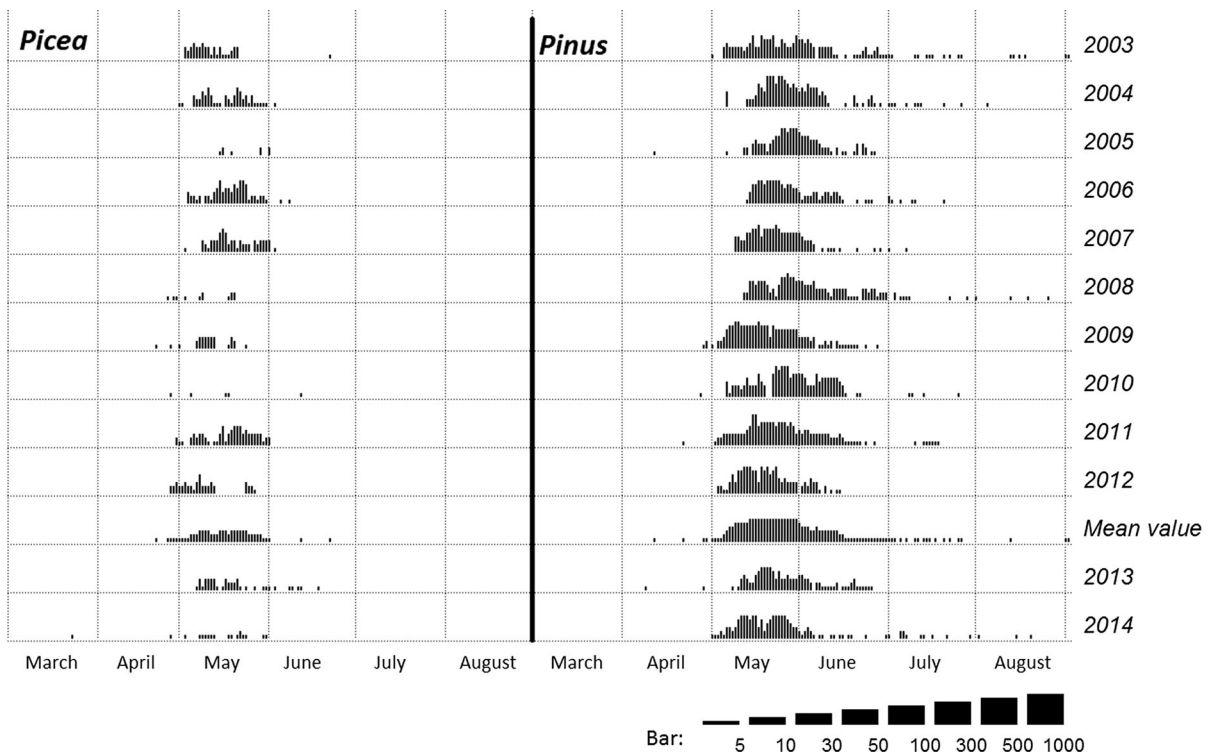 Picea Pinus 2003
2004
2005
2006
2007
2008
2009
2010
2011
2012
Mean value
2013
2014
March April May June July August March April May June July August
Bar: 5 10 30 50 100 300 500 1000